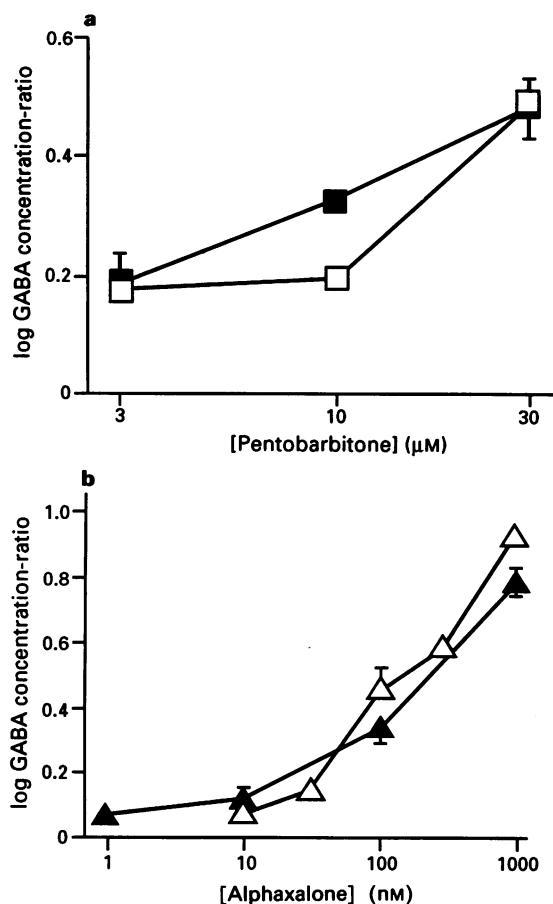 a
0.6
0.4
0.2
0
log GABA concentration-ratio
3 10 30
[Pentobarbitone] (μM)
b
1.0
0.8
0.6
0.4
0.2
0
log GABA concentration-ratio
1 10 100 1000
[Alphaxalone] (nM)